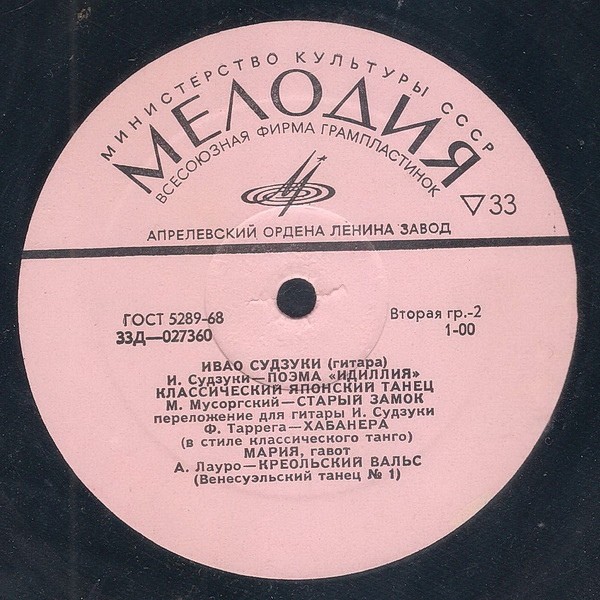 МИНИСТЕРСТВО КУЛЬТУРЫ СССР
МЕЛОДИЯ
ВСЕСОЮЗНАЯ ФИРМА ГРАМПЛАСТИНОК
▽33
АПРЕЛЕВСКИЙ ОРДЕНА ЛЕНИНА ЗАВОД
ГОСТ 5289-68
33Д—027360
Вторая гр.-2
1-00
ИВАО СУДЗУКИ (гитара)
И. Судзуки—ПОЭМА «ИДИЛЛИЯ»
КЛАССИЧЕСКИЙ ЯПОНСКИЙ ТАНЕЦ
М. Мусоргский—СТАРЫЙ ЗАМОК
переложение для гитары И. Судзуки
Ф. Таррега—ХАБАНЕРА
(в стиле классического танго)
МАРИЯ, гавот
А. Лауро—КРЕОЛЬСКИЙ ВАЛЬС
(Венесуэльский танец № 1)